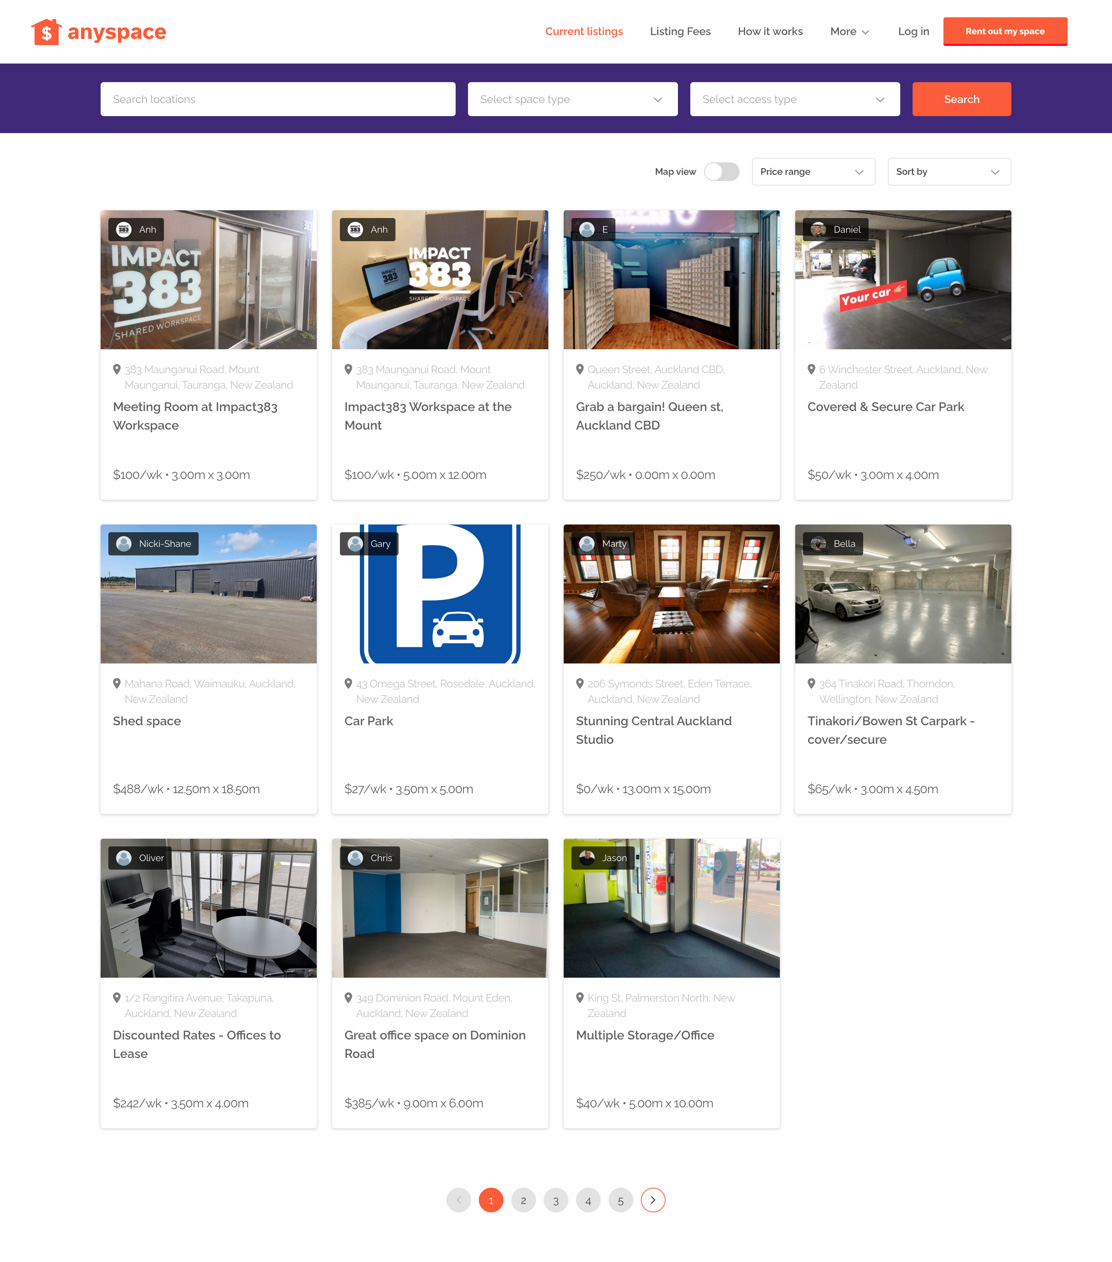 anyspace
Current listings
Listing Fees
How it works
More
Log in
Rent out my space
Search locations
Select space type
Select access type
Search
Map view
Price range
Sort by
Anh
IMPACT
383
SHARED WORKSPACE
383 Maunganui Road, Mount
Maunganui, Tauranga, New Zealand
Meeting Room at Impact383
Workspace
$100/wk • 3.00m x 3.00m
Anh
IMPACT
383
SHARED WORKSPACE
383 Maunganui Road, Mount
Maunganui, Tauranga, New Zealand
Impact383 Workspace at the
Mount
$100/wk • 5.00m x 12.00m
E
Queen Street, Auckland CBD,
Auckland, New Zealand
Grab a bargain! Queen st,
Auckland CBD
$250/wk • 0.00m x 0.00m
Daniel
Your car
6 Winchester Street, Auckland, New
Zealand
Covered & Secure Car Park
$50/wk • 3.00m x 4.00m
Nicki-Shane
Mahana Road, Waimauku, Auckland,
New Zealand
Shed space
$488/wk • 12.50m x 18.50m
Gary
P
43 Omega Street, Rosedale, Auckland,
New Zealand
Car Park
$27/wk • 3.50m x 5.00m
Marty
206 Symonds Street, Eden Terrace,
Auckland, New Zealand
Stunning Central Auckland
Studio
$0/wk • 13.00m x 15.00m
Bella
364 Tinakori Road, Thorndon,
Wellington, New Zealand
Tinakori/Bowen St Carpark -
cover/secure
$65/wk • 3.00m x 4.50m
Oliver
1/2 Rangitira Avenue, Takapuna,
Auckland, New Zealand
Discounted Rates - Offices to
Lease
$242/wk • 3.50m x 4.00m
Chris
349 Dominion Road, Mount Eden,
Auckland, New Zealand
Great office space on Dominion
Road
$385/wk • 9.00m x 6.00m
Jason
King St, Palmerston North, New
Zealand
Multiple Storage/Office
$40/wk • 5.00m x 10.00m
1
2
3
4
5